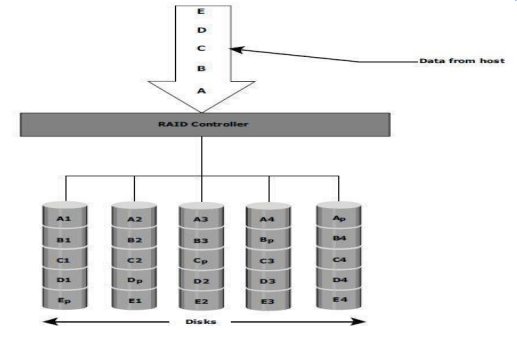 E
D
C
B
A
Data from host
RAID Controller
A1 A2 A3 A4 Ap
B1 B2 B3 Bp B4
C1 C2 Cp C3 C4
D1 Dp D2 D3 D4
Ep E1 E2 E3 E4
Disks